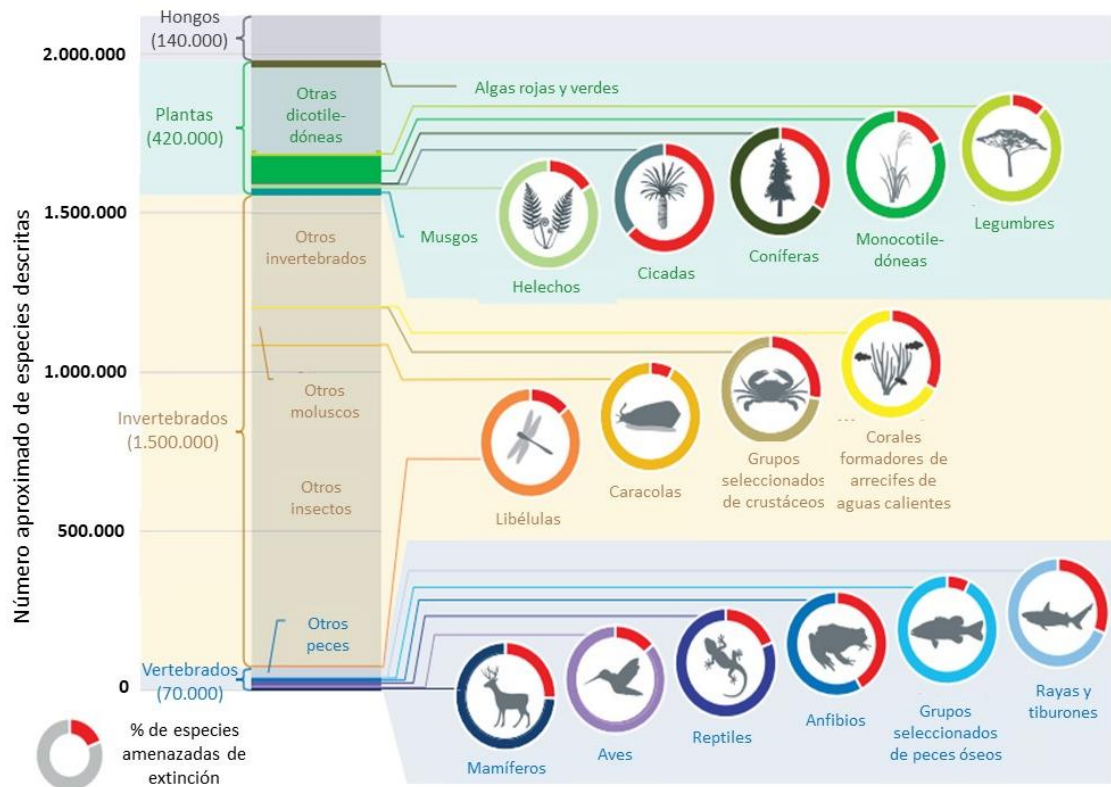 Hongos
(140.000)
2.000.000
Algas rojas y verdes
Otras
dicotile-
dóneas
Plantas
(420.000)
1.500.000
Musgos
Helechos
Cicadas
Coníferas
Monocotile-
dóneas
Legumbres
Otros
invertebrados
1.000.000
Otros
moluscos
Invertebrados
(1.500.000)
Otros
insectos
Libélulas
Caracolas
Grupos
seleccionados
de crustáceos
Corales
formadores de
arrecifes de
aguas calientes
500.000
Número aproximado de especies descritas
Otros
peces
Vertebrados
(70.000)
0
Mamíferos
Aves
Reptiles
Anfibios
Grupos
seleccionados
de peces óseos
Rayas y
tiburones
% de especies
amenazadas de
extinción